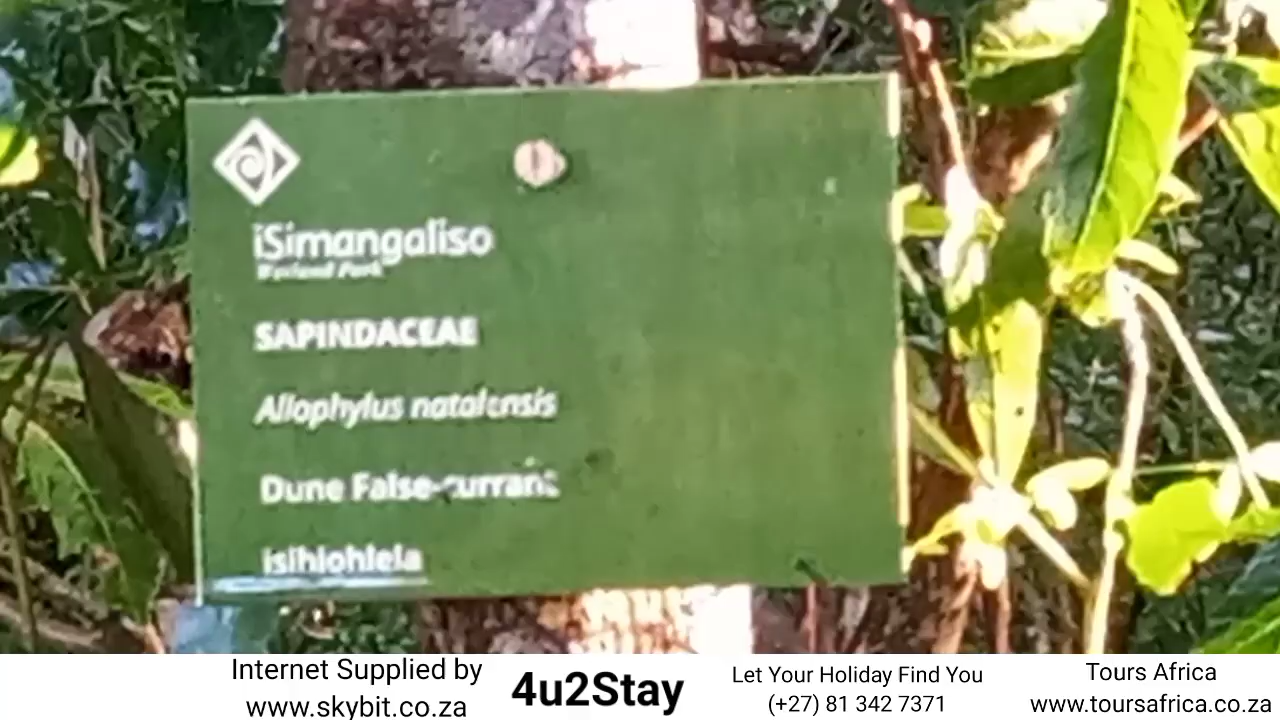 iSimangaliso
Wetland Park
SAPINDACEAE
Allophylus natalensis
Dune False-currant
isihlohlela
Internet Supplied by
www.skybit.co.za
4u2Stay
Let Your Holiday Find You
(+27) 81 342 7371
Tours Africa
www.toursafrica.co.za